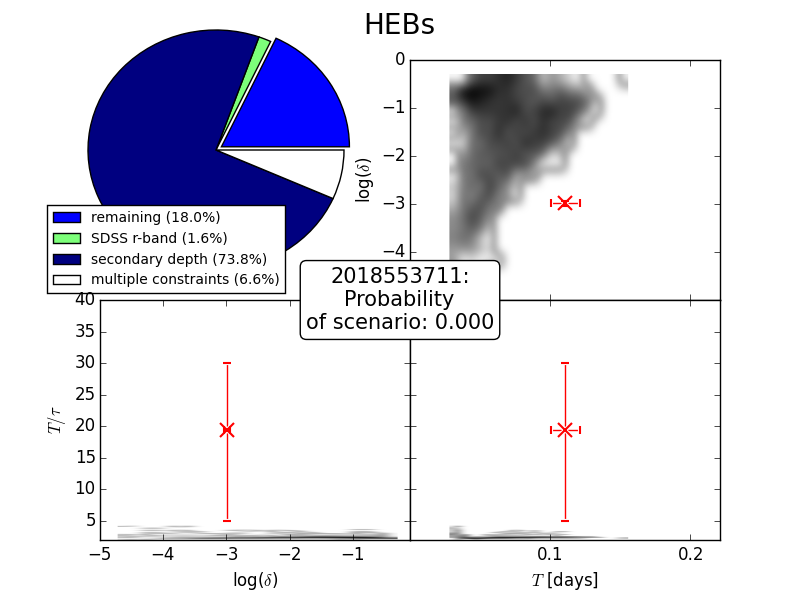 HEBs
remaining (18.0%)
SDSS r-band (1.6%)
secondary depth (73.8%)
multiple constraints (6.6%)
0
−1
−2
−3
−4
log(δ)
2018553711:
Probability
of scenario: 0.000
40
35
30
25
20
15
10
5
T/τ
−5 −4 −3 −2 −1
log(δ)
0.1 0.2
T [days]